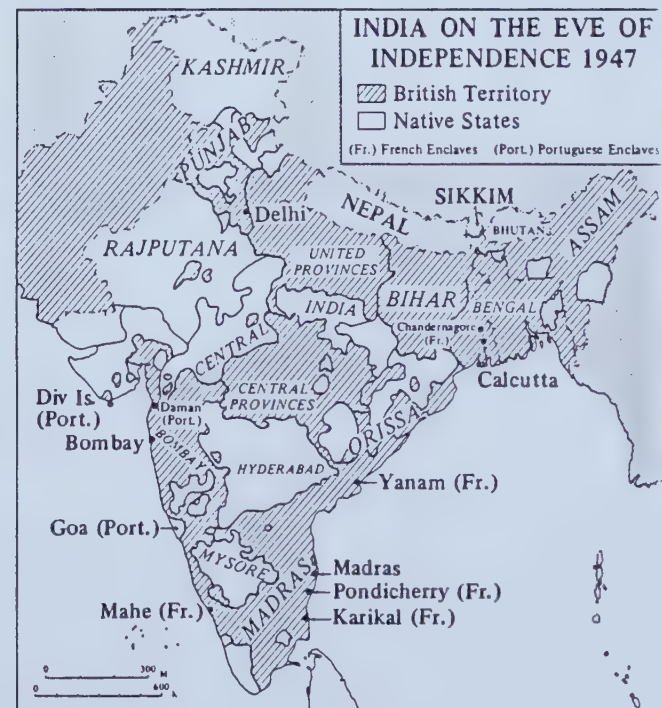 INDIA ON THE EVE OF
INDEPENDENCE 1947
British Territory
Native States
(Fr.) French Enclaves (Port.) Portuguese Enclaves
KASHMIR
PUNJAB
Delhi
NEPAL
SIKKIM
BHUTAN
ASSAM
RAJPUTANA
UNITED
PROVINCES
BIHAR
BENGAL
CENTRAL
INDIA
Chandernagore
(Fr.)
Calcutta
Div Is.
(Port.)
Daman
(Port.)
CENTRAL
PROVINCES
ORISSA
Bombay
BOMBAY
HYDERABAD
Yanam (Fr.)
Goa (Port.)
MYSORE
Madras
MADRAS
Pondicherry (Fr.)
Mahe (Fr.)
Karikal (Fr.)
0 300
M
0 600
k